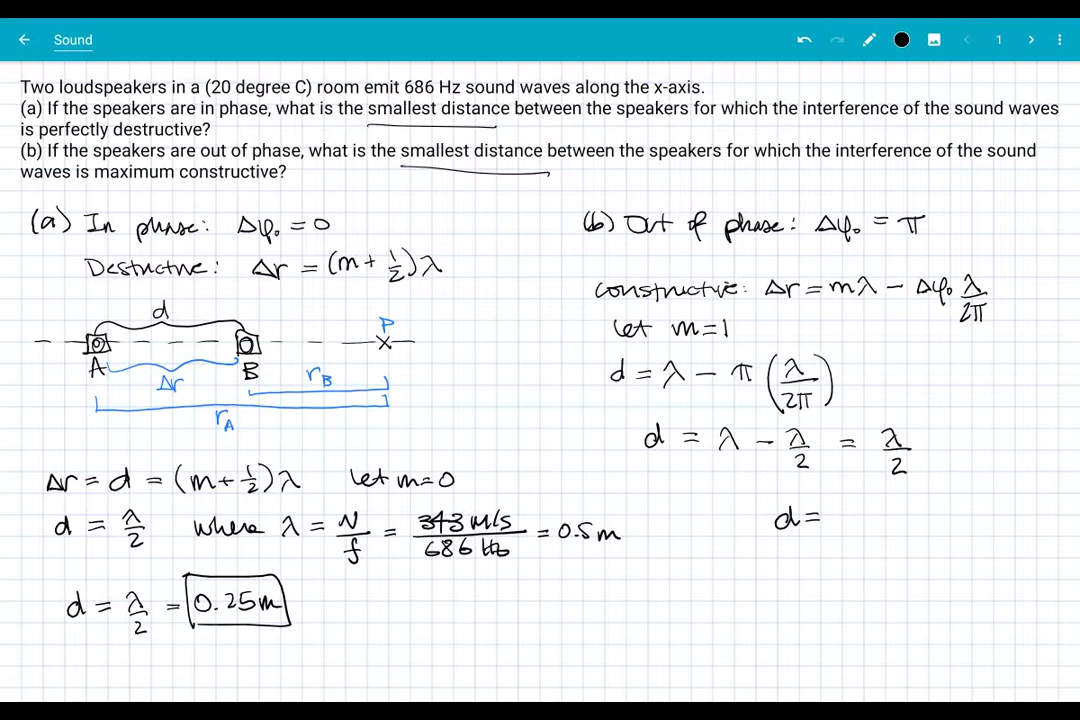 Sound
1
Two loudspeakers in a (20 degree C) room emit 686 Hz sound waves along the x-axis.
(a) If the speakers are in phase, what is the smallest distance between the speakers for which the interference of the sound waves
is perfectly destructive?
(b) If the speakers are out of phase, what is the smallest distance between the speakers for which the interference of the sound
waves is maximum constructive?
(a) In phase: Δφ₀ = 0
Destructive: Δr = (m + 1/2)λ
d
P
A
B
Δr
r_B
r_A
Δr = d = (m + 1/2)λ let m = 0
d = λ/2 where λ = v/f = 343 m/s / 686 Hz = 0.5 m
d = λ/2 = 0.25 m
(b) Out of phase: Δφ₀ = π
constructive: Δr = mλ − Δφ₀ λ/2π
let m = 1
d = λ − π (λ/2π)
d = λ − λ/2 = λ/2
d =